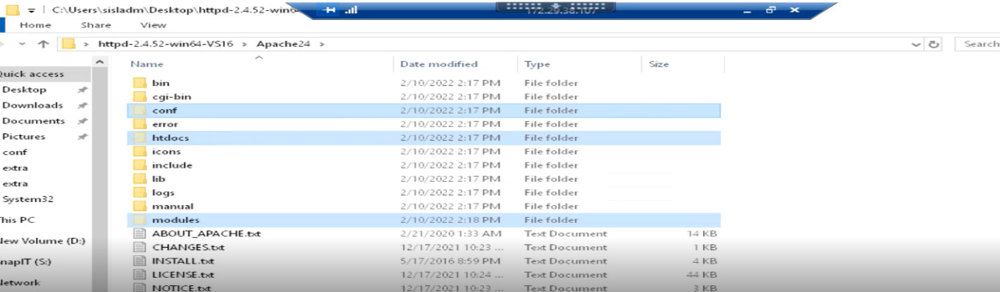 C:\Users\sisladm\Desktop\httpd-2.4.52-win6 172.29.38.107
Home Share View
httpd-2.4.52-win64-VS16 > Apache24 > Search
Quick access Name Date modified Type Size
Desktop bin 2/10/2022 2:17 PM File folder
Downloads cgi-bin 2/10/2022 2:17 PM File folder
Documents conf 2/10/2022 2:17 PM File folder
Pictures error 2/10/2022 2:17 PM File folder
conf htdocs 2/10/2022 2:17 PM File folder
extra icons 2/10/2022 2:17 PM File folder
extra include 2/10/2022 2:17 PM File folder
System32 lib 2/10/2022 2:17 PM File folder
This PC logs 2/10/2022 2:17 PM File folder
New Volume (D:) manual 2/10/2022 2:17 PM File folder
napIT (S:) modules 2/10/2022 2:18 PM File folder
Network ABOUT_APACHE.txt 2/21/2020 1:33 AM Text Document 14 KB
CHANGES.txt 12/17/2021 10:23 ... Text Document 1 KB
INSTALL.txt 5/17/2016 8:59 PM Text Document 4 KB
LICENSE.txt 12/17/2021 10:24 ... Text Document 44 KB
NOTICE.txt 12/17/2021 10:23 ... Text Document 3 KB